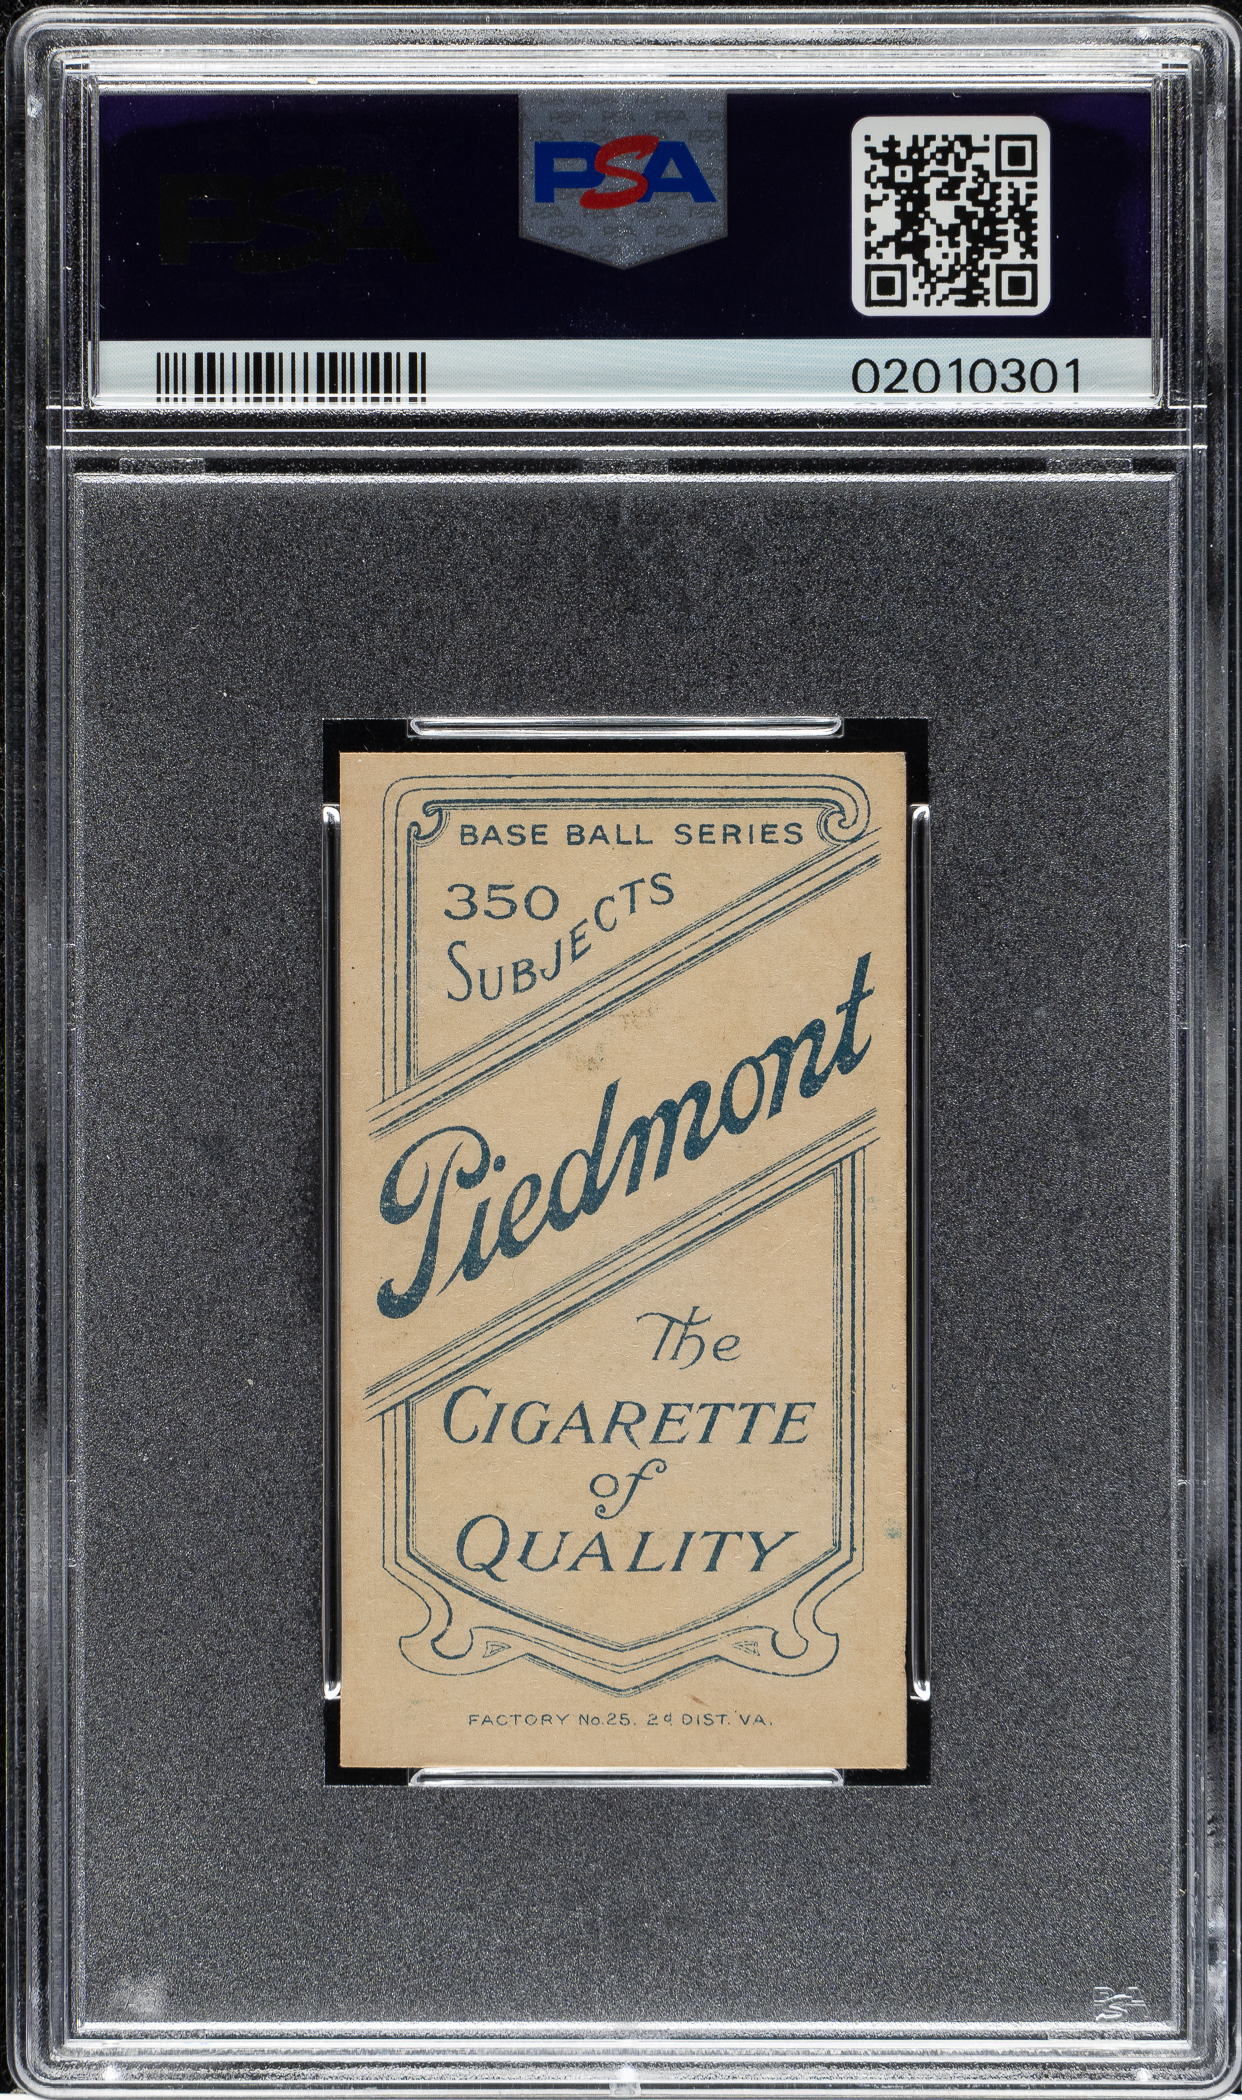 PSA
PSA
02010301
BASE BALL SERIES
350
SUBJECTS
Piedmont
The
CIGARETTE
of
QUALITY
FACTORY No. 25. 2d DIST. VA.
PSA